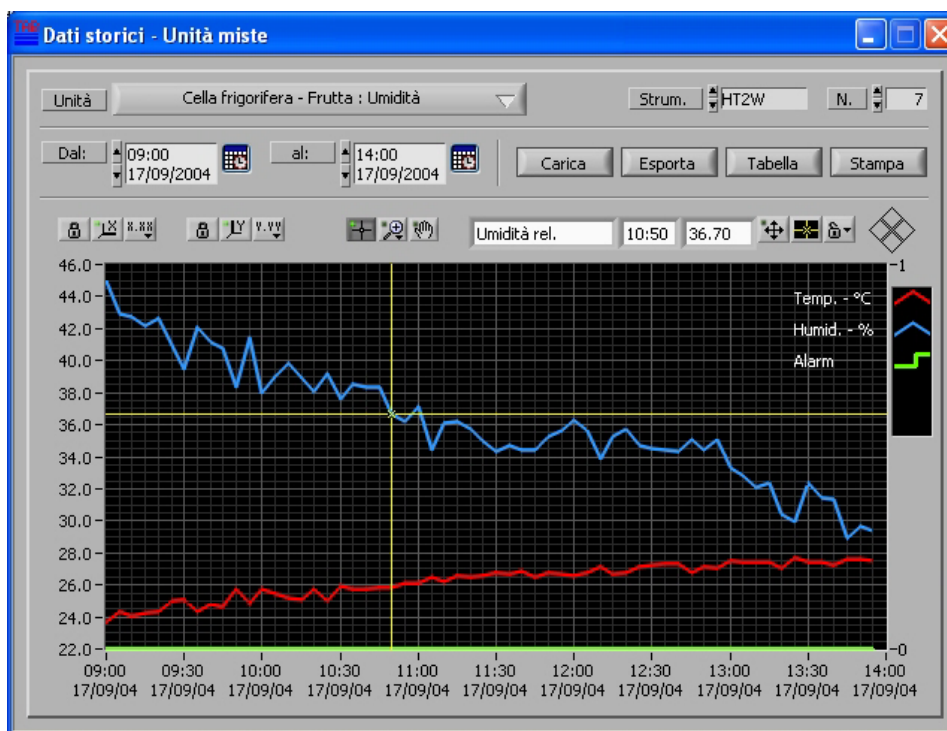 Dati storici - Unità miste
Unità Cella frigorifera - Frutta : Umidità Strum. HT2W N. 7
Dal: 09:00 17/09/2004 al: 14:00 17/09/2004 Carica Esporta Tabella Stampa
X X.XX Y Y.YY Umidità rel. 10:50 36.70
46.0 1
44.0 Temp. - °C
42.0 Humid. - %
40.0 Alarm
38.0
36.0
34.0
32.0
30.0
28.0
26.0
24.0
22.0 0
09:00 09:30 10:00 10:30 11:00 11:30 12:00 12:30 13:00 13:30 14:00
17/09/04 17/09/04 17/09/04 17/09/04 17/09/04 17/09/04 17/09/04 17/09/04 17/09/04 17/09/04 17/09/04